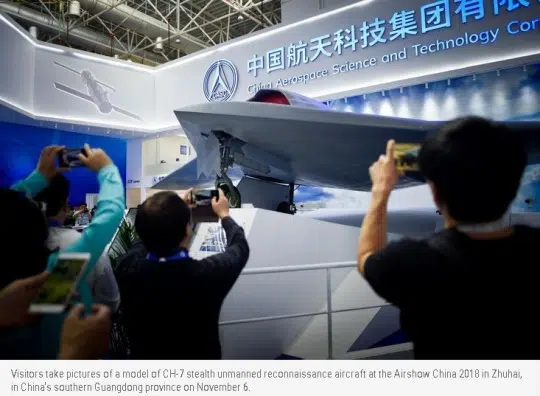 中国航天科技集团有限
China Aerospace Science and Technology Cor
Visitors take pictures of a model of CH-7 stealth unmanned reconnaissance aircraft at the Airshow China 2018 in Zhuhai,
in China's southern Guangdong province on November 6.